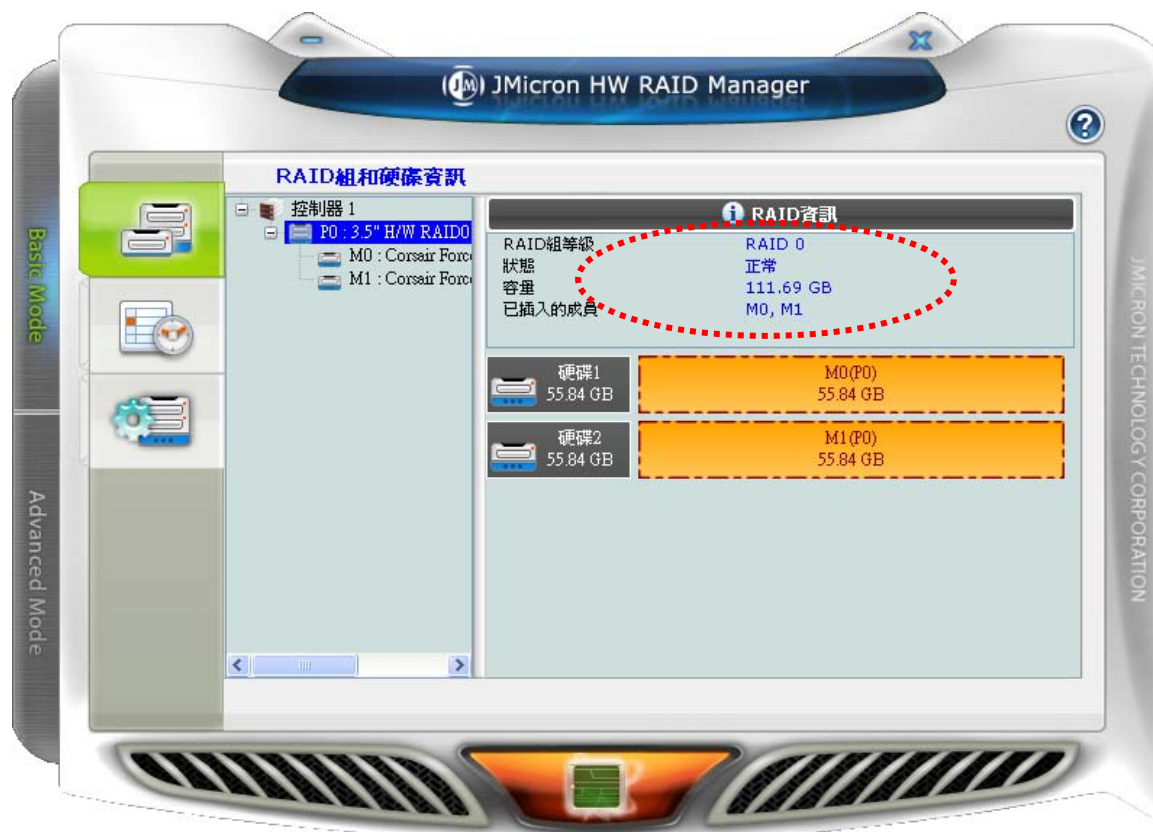 JM JMicron HW RAID Manager
?
RAID組和硬碟資訊
控制器 1
P0 : 3.5" H/W RAID0
M0 : Corsair Forc
M1 : Corsair Forc
i RAID資訊
RAID組等級 RAID 0
狀態 正常
容量 111.69 GB
已插入的成員 M0, M1
硬碟1
55.84 GB
M0(P0)
55.84 GB
硬碟2
55.84 GB
M1(P0)
55.84 GB
Basic Mode
Advanced Mode
JMICRON TECHNOLOGY CORPORATION